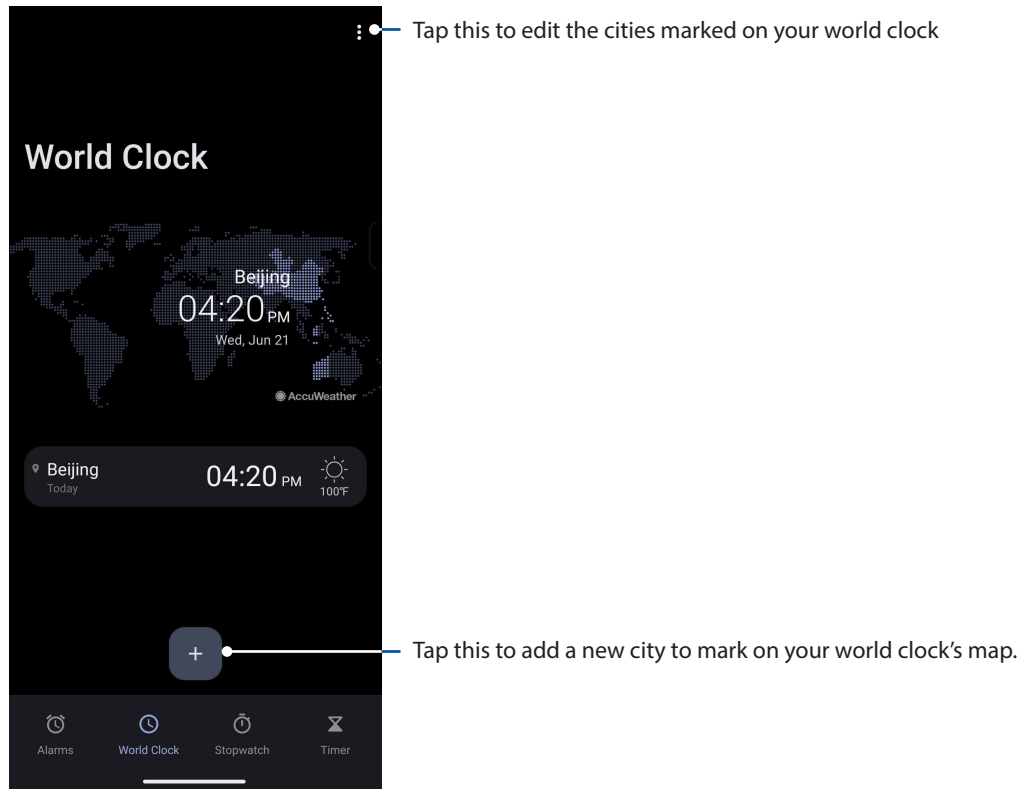 Tap this to edit the cities marked on your world clock
World Clock
Beijing
04:20 PM
Wed, Jun 21
AccuWeather
Beijing
Today
04:20 PM
100°F
Tap this to add a new city to mark on your world clock’s map.
Alarms
World Clock
Stopwatch
Timer